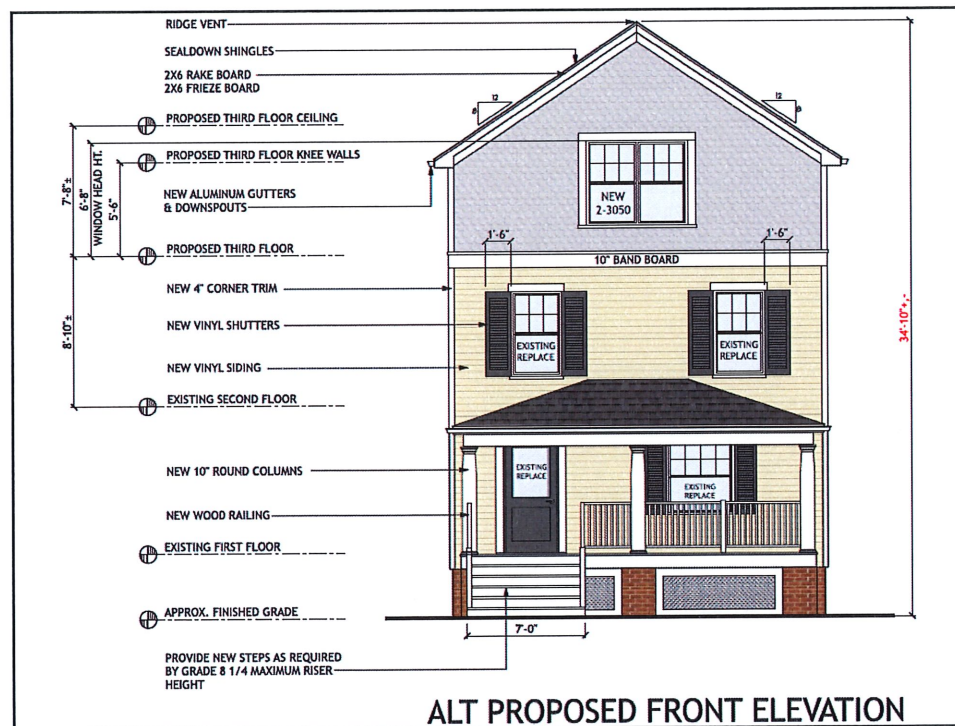 RIDGE VENT
SEALDOWN SHINGLES
2X6 RAKE BOARD
2X6 FRIEZE BOARD
12
8
12
8
PROPOSED THIRD FLOOR CEILING
PROPOSED THIRD FLOOR KNEE WALLS
7'-8"±
6'-8"
WINDOW HEAD HT.
5'-6"
NEW ALUMINUM GUTTERS
& DOWNSPOUTS
NEW
2-3050
PROPOSED THIRD FLOOR
1'-6"
1'-6"
10" BAND BOARD
NEW 4" CORNER TRIM
34'-10"+,-
8'-10"±
NEW VINYL SHUTTERS
EXISTING
REPLACE
EXISTING
REPLACE
NEW VINYL SIDING
EXISTING SECOND FLOOR
NEW 10" ROUND COLUMNS
EXISTING
REPLACE
EXISTING
REPLACE
NEW WOOD RAILING
EXISTING FIRST FLOOR
APPROX. FINISHED GRADE
7'-0"
PROVIDE NEW STEPS AS REQUIRED
BY GRADE 8 1/4 MAXIMUM RISER
HEIGHT
ALT PROPOSED FRONT ELEVATION